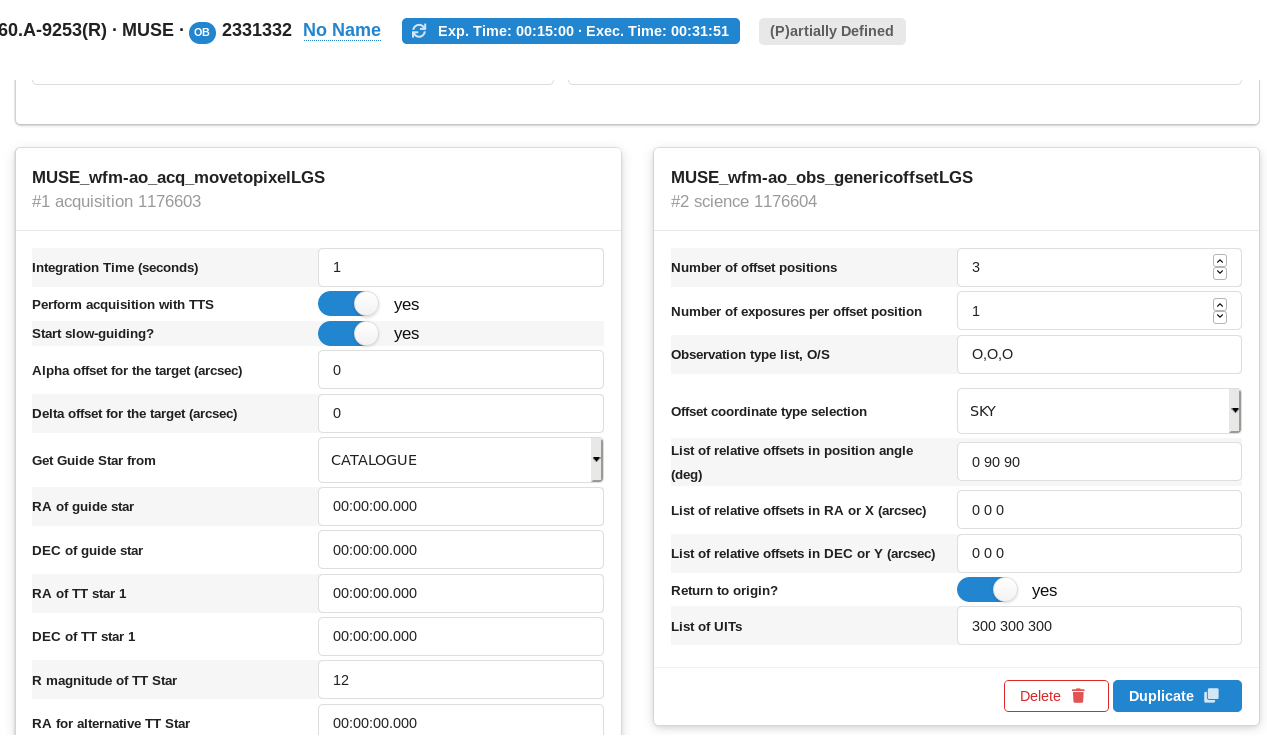 60.A-9253(R) · MUSE · OB 2331332 No Name Exp. Time: 00:15:00 · Exec. Time: 00:31:51 (P)artially Defined
MUSE_wfm-ao_acq_movetopixelLGS
#1 acquisition 1176603
Integration Time (seconds) 1
Perform acquisition with TTS yes
Start slow-guiding? yes
Alpha offset for the target (arcsec) 0
Delta offset for the target (arcsec) 0
Get Guide Star from CATALOGUE
RA of guide star 00:00:00.000
DEC of guide star 00:00:00.000
RA of TT star 1 00:00:00.000
DEC of TT star 1 00:00:00.000
R magnitude of TT Star 12
RA for alternative TT Star 00:00:00.000
MUSE_wfm-ao_obs_genericoffsetLGS
#2 science 1176604
Number of offset positions 3
Number of exposures per offset position 1
Observation type list, O/S O,O,O
Offset coordinate type selection SKY
List of relative offsets in position angle
(deg) 0 90 90
List of relative offsets in RA or X (arcsec) 0 0 0
List of relative offsets in DEC or Y (arcsec) 0 0 0
Return to origin? yes
List of UITs 300 300 300
Delete Duplicate